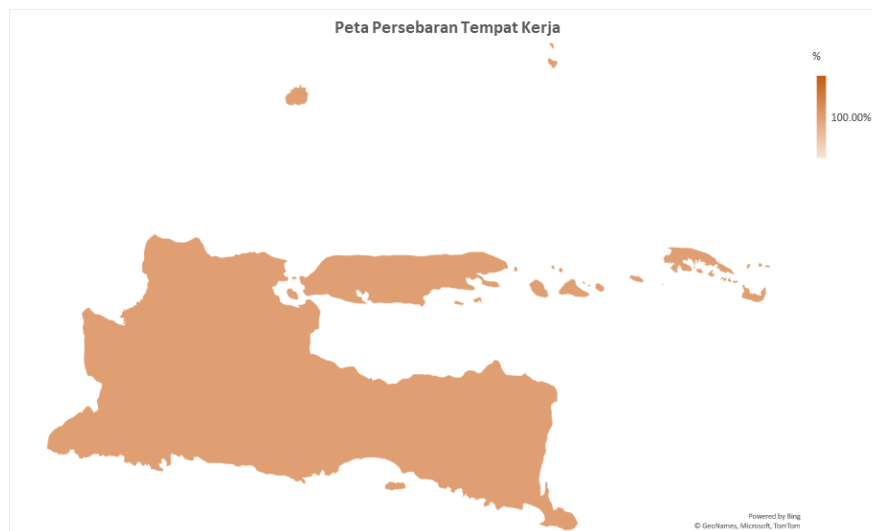 Peta Persebaran Tempat Kerja
%
100.00%
Powered by Bing
© GeoNames, Microsoft, TomTom